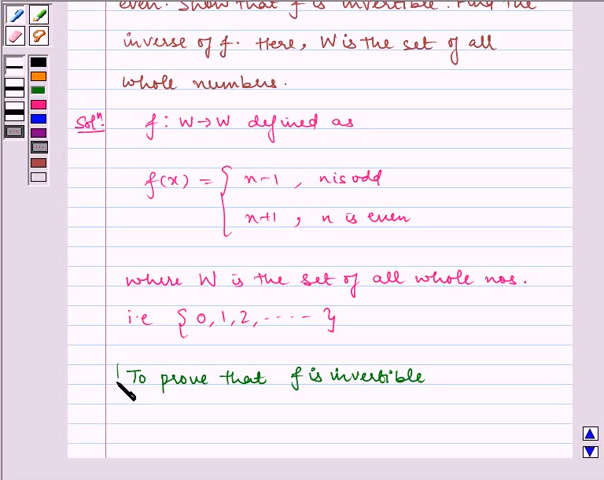 even. Show that f is invertible. Find the
inverse of f. Here, W is the set of all
whole numbers.
Solⁿ. f : W→W defined as
f(x) = { n-1 , n is odd
n+1 , n is even
where W is the set of all whole nos.
i.e {0, 1, 2, ..... }
To prove that f is invertible